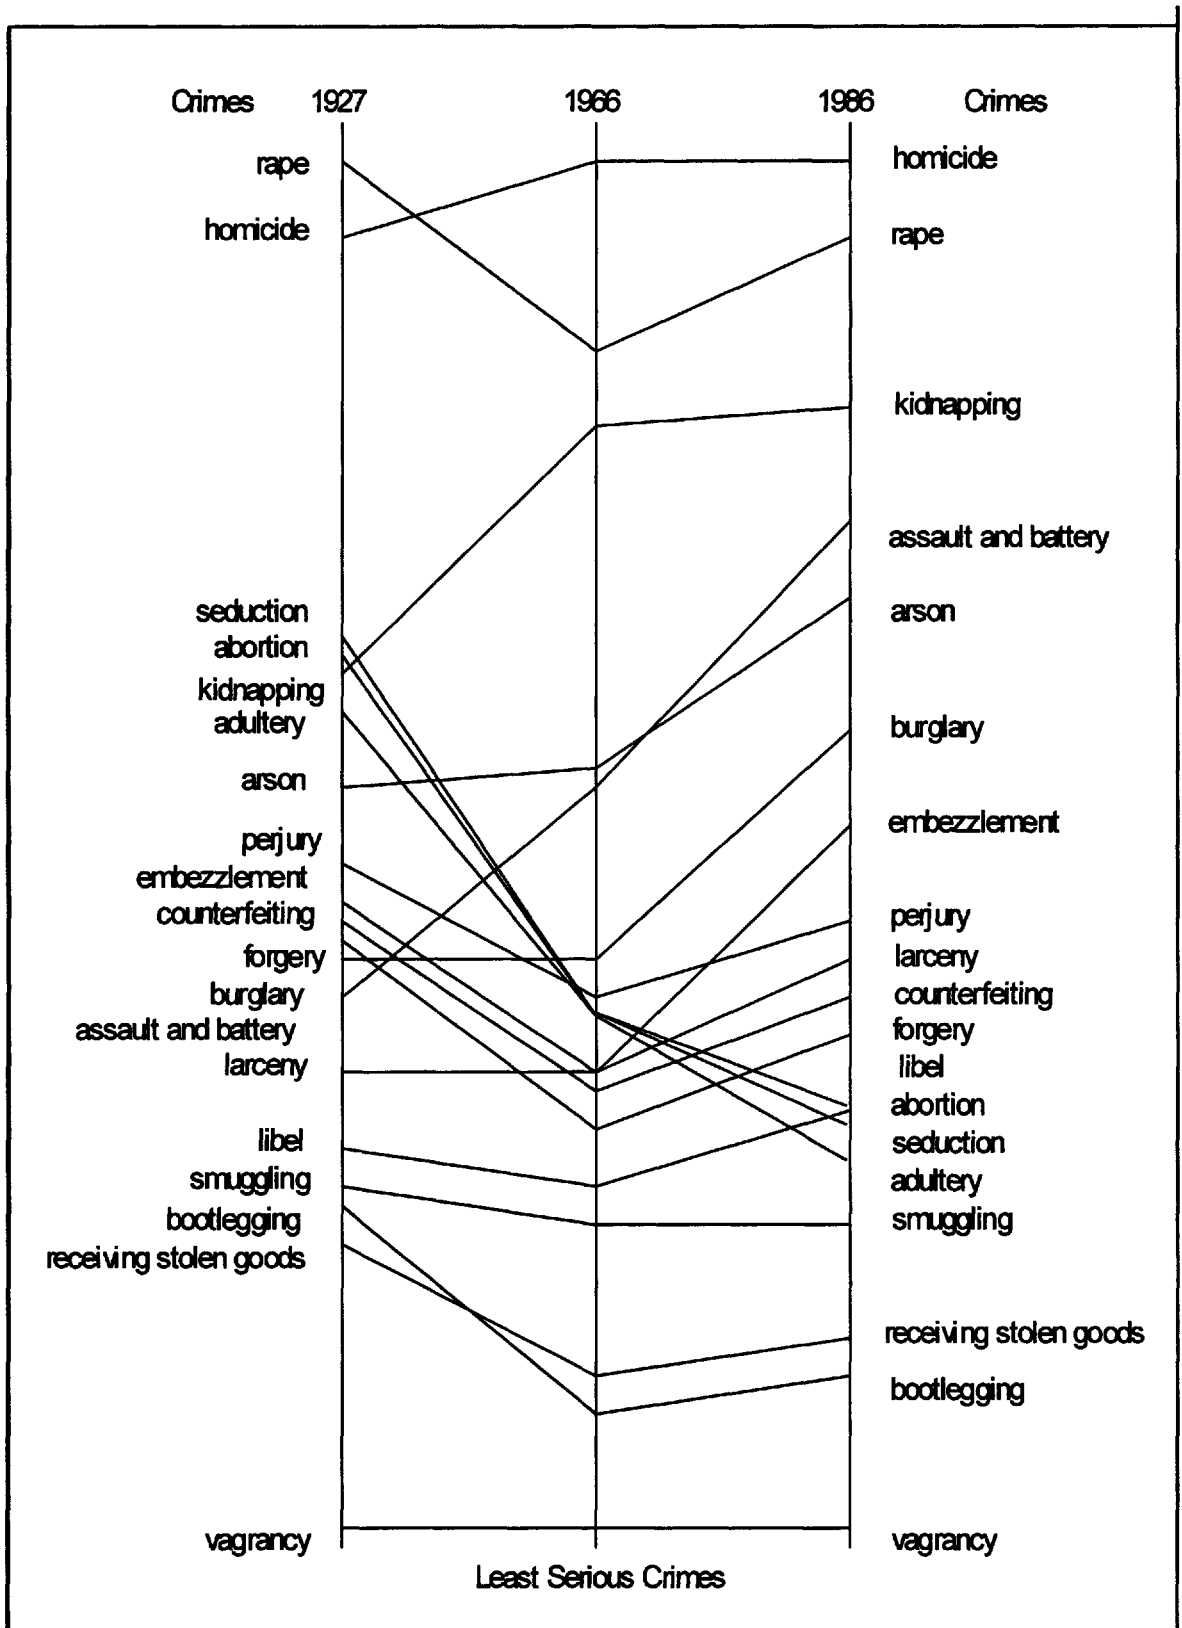 Crimes 1927 1966 1986 Crimes
rape
homicide
seduction
abortion
kidnapping
adultery
arson
perjury
embezzlement
counterfeiting
forgery
burglary
assault and battery
larceny
libel
smuggling
bootlegging
receiving stolen goods
vagrancy
homicide
rape
kidnapping
assault and battery
arson
burglary
embezzlement
perjury
larceny
counterfeiting
forgery
libel
abortion
seduction
adultery
smuggling
receiving stolen goods
bootlegging
vagrancy
Least Serious Crimes